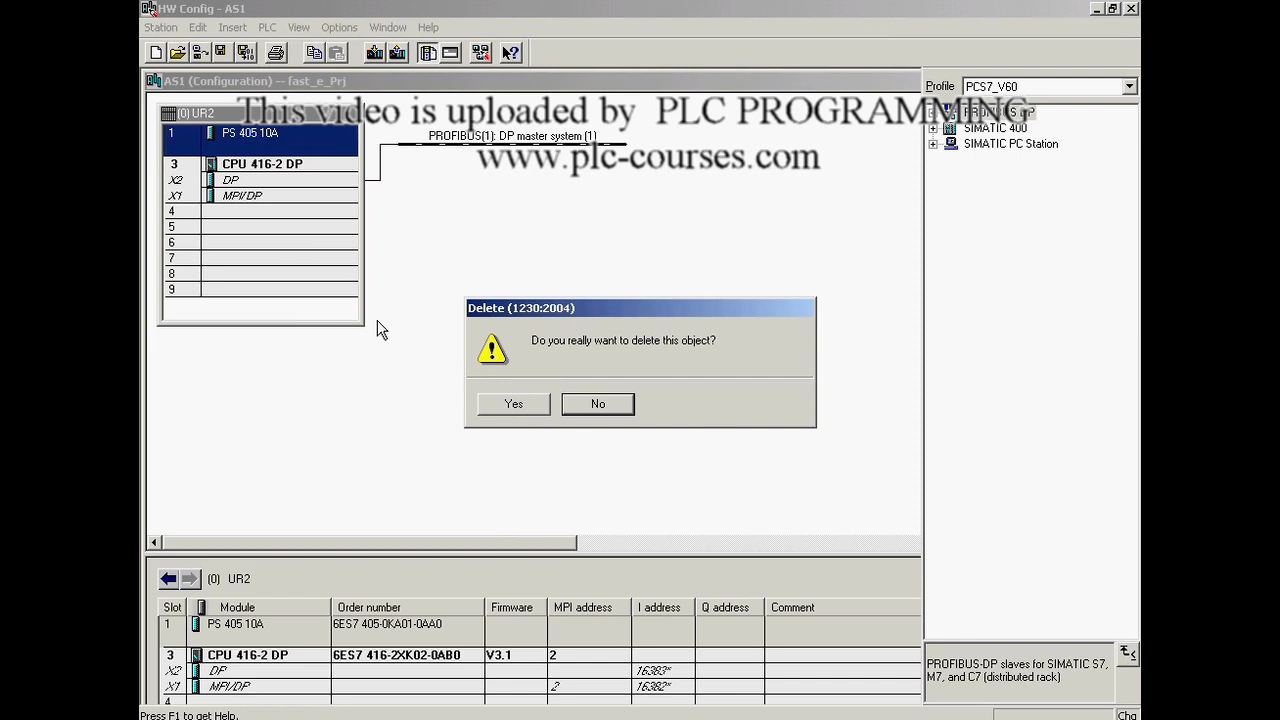 HW Config - AS1
Station Edit Insert PLC View Options Window Help
AS1 (Configuration) -- fast_e_Prj
This video is uploaded by PLC PROGRAMMING
www.plc-courses.com
(0) UR2
1 PS 405 10A
3 CPU 416-2 DP
X2 DP
X1 MPI/DP
4
5
6
7
8
9
PROFIBUS(1): DP master system (1)
Profile PCS7_V60
PROFIBUS DP
SIMATIC 400
SIMATIC PC Station
Delete (1230:2004)
Do you really want to delete this object?
Yes No
(0) UR2
Slot Module Order number Firmware MPI address I address Q address Comment
1 PS 405 10A 6ES7 405-0KA01-0AA0
3 CPU 416-2 DP 6ES7 416-2XK02-0AB0 V3.1 2
X2 DP 16383*
X1 MPI/DP 2 16382*
4
PROFIBUS-DP slaves for SIMATIC S7,
M7, and C7 (distributed rack)
Press F1 to get Help.
Chg